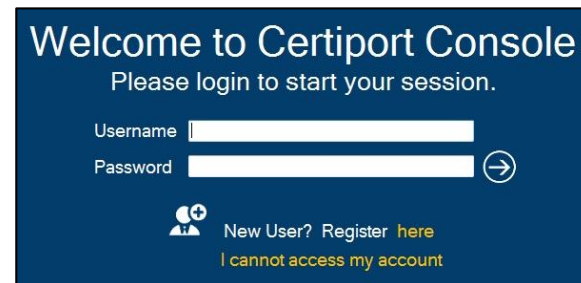 Welcome to Certiport Console
Please login to start your session.
Username
Password
New User? Register here
I cannot access my account